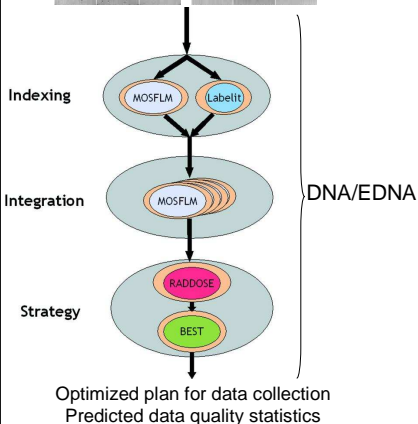 Indexing
MOSFLM
Labelit
Integration
MOSFLM
DNA/EDNA
Strategy
RADDOSE
BEST
Optimized plan for data collection
Predicted data quality statistics